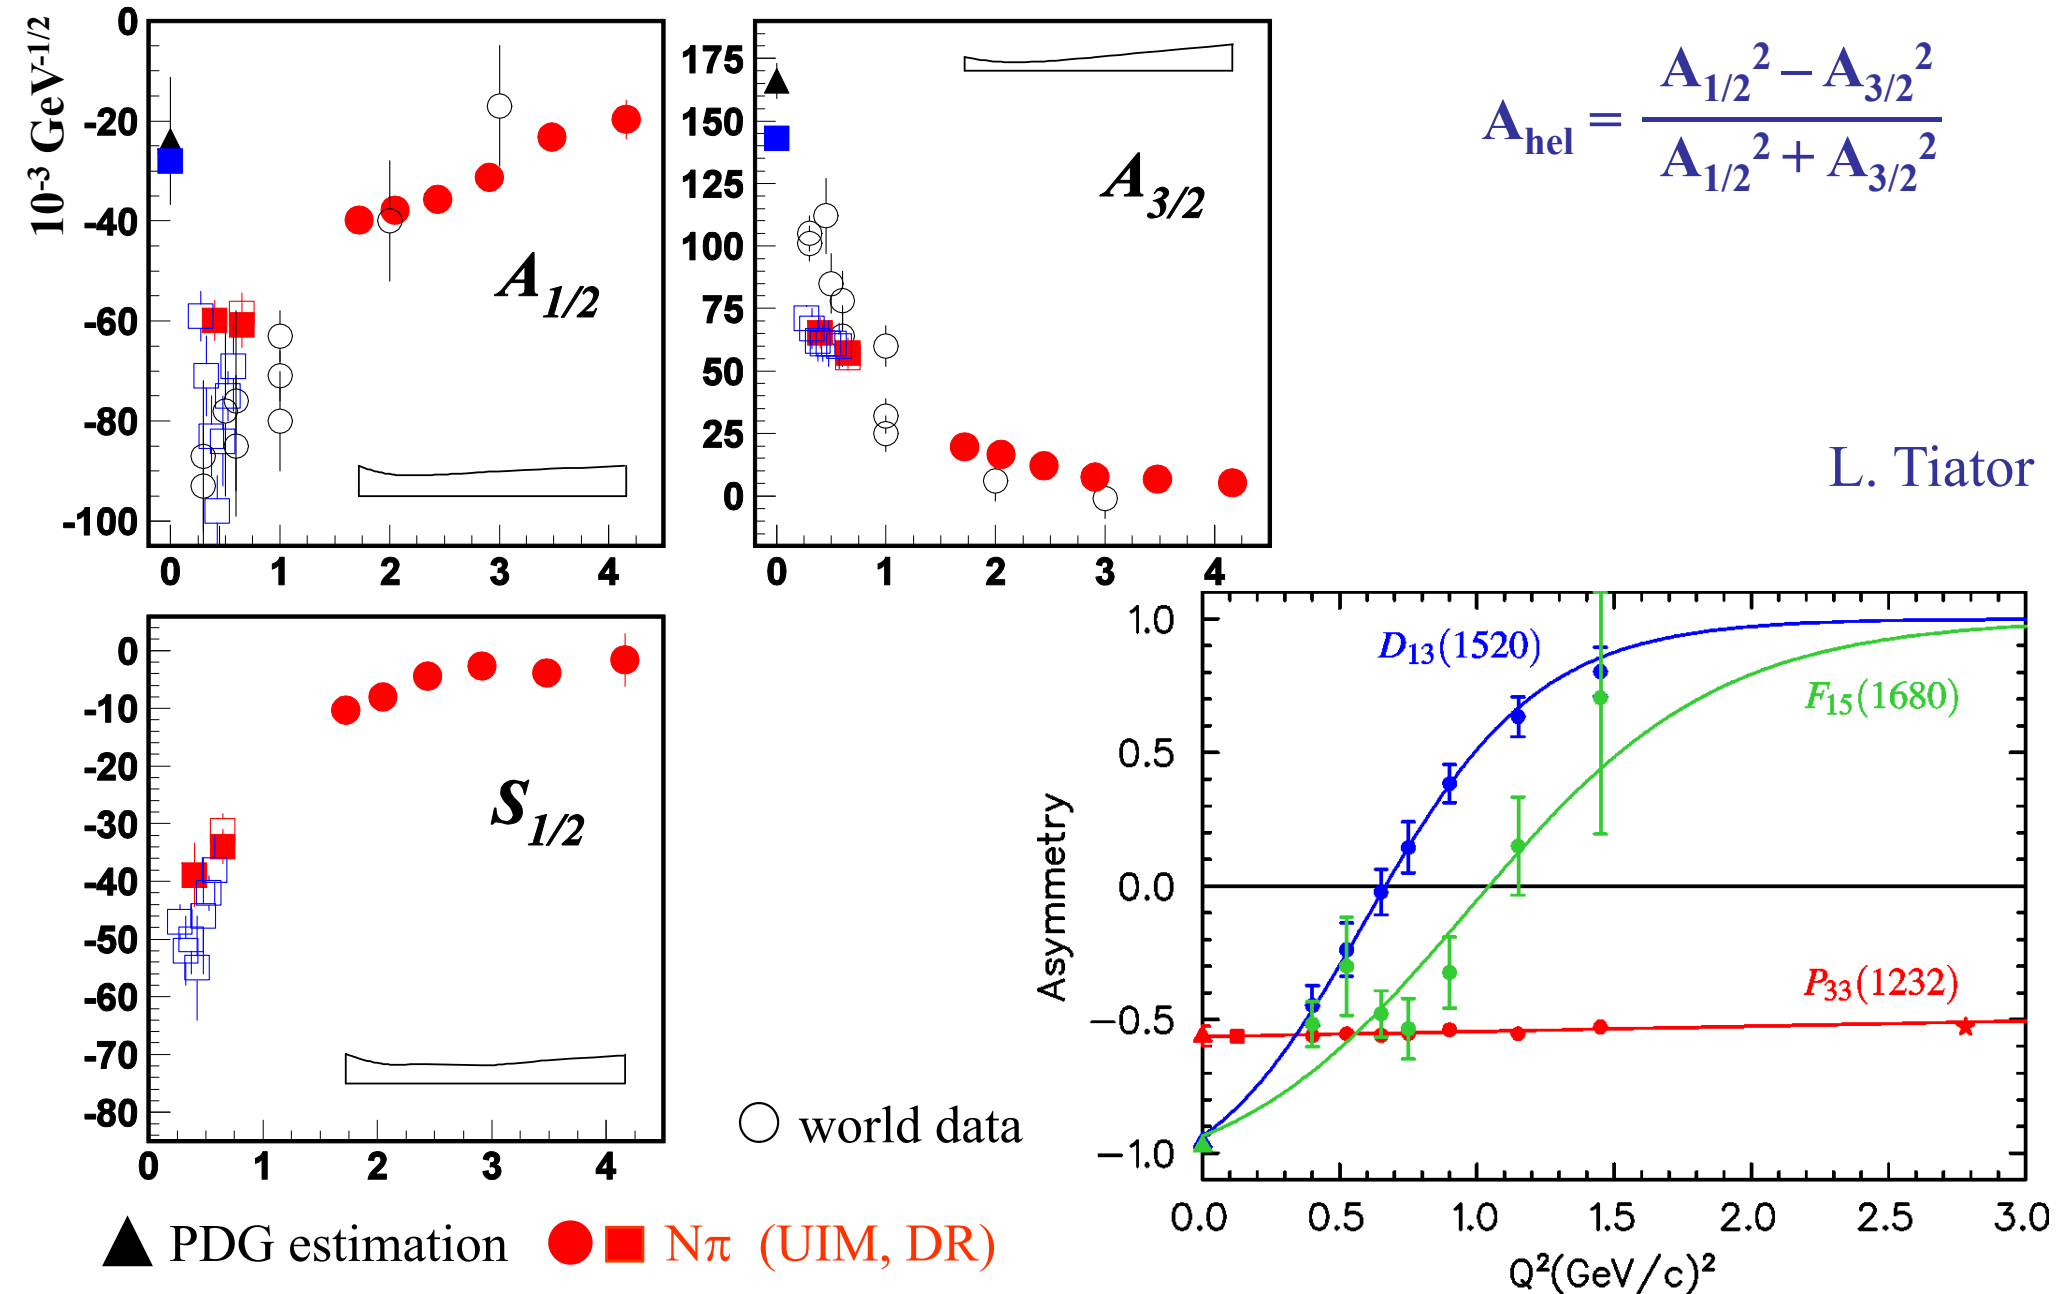 10⁻³ GeV⁻¹/²
0
-20
-40
-60
-80
-100
0 1 2 3 4
A1/2
175
150
125
100
75
50
25
0
0 1 2 3 4
A3/2
Ahel = (A1/2² – A3/2²) / (A1/2² + A3/2²)
L. Tiator
0
-10
-20
-30
-40
-50
-60
-70
-80
0 1 2 3 4
S1/2
Asymmetry
1.0
0.5
0.0
−0.5
−1.0
D13(1520)
F15(1680)
P33(1232)
0.0 0.5 1.0 1.5 2.0 2.5 3.0
Q²(GeV/c)²
world data
PDG estimation
Nπ (UIM, DR)